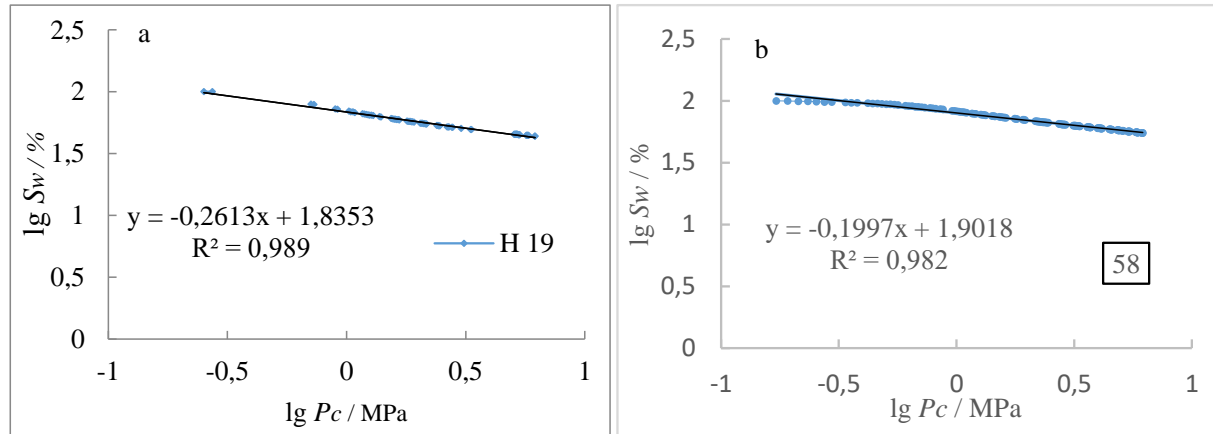 a
2,5
2
1,5
1
0,5
0
-1
-0,5
0
0,5
1
lg Sw / %
lg Pc / MPa
y = -0,2613x + 1,8353
R² = 0,989
H 19
b
2,5
2
1,5
1
0,5
0
-1
-0,5
0
0,5
1
lg Sw / %
lg Pc / MPa
y = -0,1997x + 1,9018
R² = 0,982
58